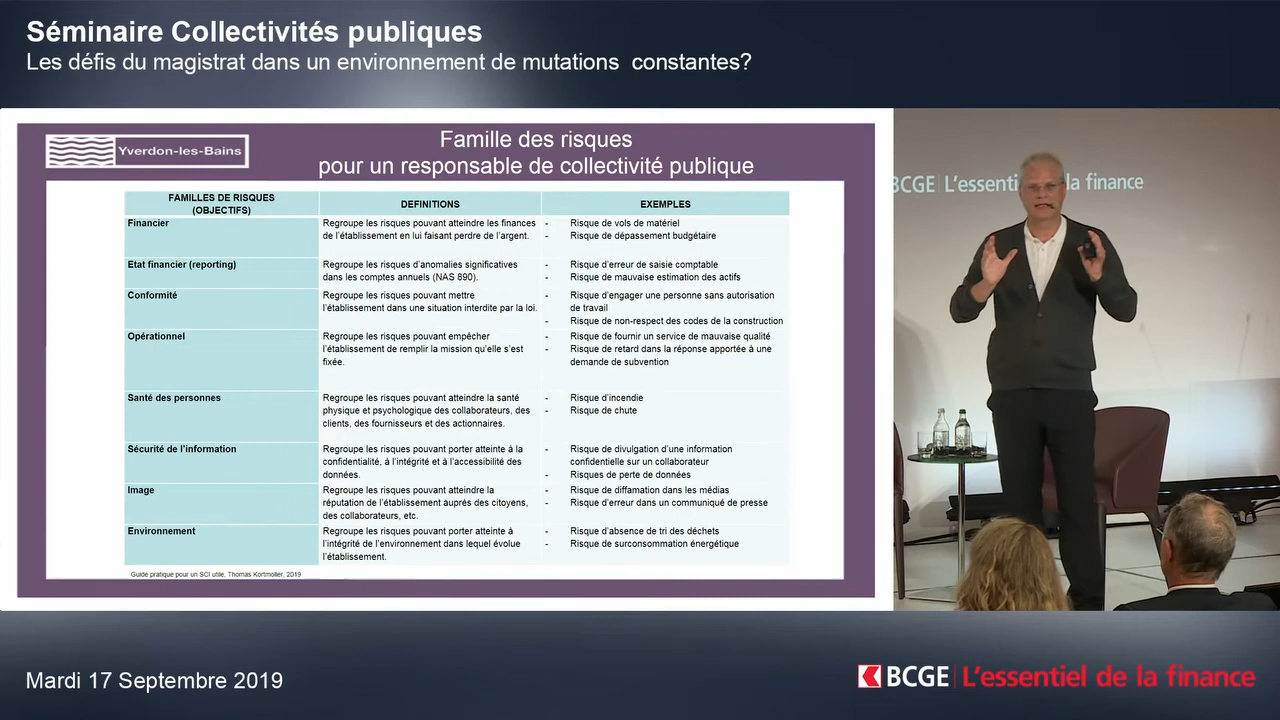 Séminaire Collectivités publiques
Les défis du magistrat dans un environnement de mutations constantes?
Yverdon-les-Bains
Famille des risques
pour un responsable de collectivité publique
FAMILLES DE RISQUES
(OBJECTIFS)
DEFINITIONS
EXEMPLES
Financier
Regroupe les risques pouvant atteindre les finances
de l'établissement en lui faisant perdre de l'argent.
- Risque de vols de matériel
- Risque de dépassement budgétaire
Etat financier (reporting)
Regroupe les risques d'anomalies significatives
dans les comptes annuels (NAS 890).
- Risque d'erreur de saisie comptable
- Risque de mauvaise estimation des actifs
Conformité
Regroupe les risques pouvant mettre
l'établissement dans une situation interdite par la loi.
- Risque d'engager une personne sans autorisation
de travail
- Risque de non-respect des codes de la construction
Opérationnel
Regroupe les risques pouvant empêcher
l'établissement de remplir la mission qu'elle s'est
fixée.
- Risque de fournir un service de mauvaise qualité
- Risque de retard dans la réponse apportée à une
demande de subvention
Santé des personnes
Regroupe les risques pouvant atteindre la santé
physique et psychologique des collaborateurs, des
clients, des fournisseurs et des actionnaires.
- Risque d'incendie
- Risque de chute
Sécurité de l'information
Regroupe les risques pouvant porter atteinte à la
confidentialité, à l'intégrité et à l'accessibilité des
données.
- Risque de divulgation d'une information
confidentielle sur un collaborateur
- Risques de perte de données
Image
Regroupe les risques pouvant atteindre la
réputation de l'établissement auprés des citoyens,
des collaborateurs, etc.
- Risque de diffamation dans les médias
- Risque d'erreur dans un communiqué de presse
Environnement
Regroupe les risques pouvant porter atteinte à
l'intégrité de l'environnement dans lequel évolue
l'établissement.
- Risque d'absence de tri des déchets
- Risque de surconsommation énergétique
Guide pratique pour un SCI utile, Thomas Kortmoller, 2019
BCGE L'essenti la finance
Mardi 17 Septembre 2019
BCGE L'essentiel de la finance